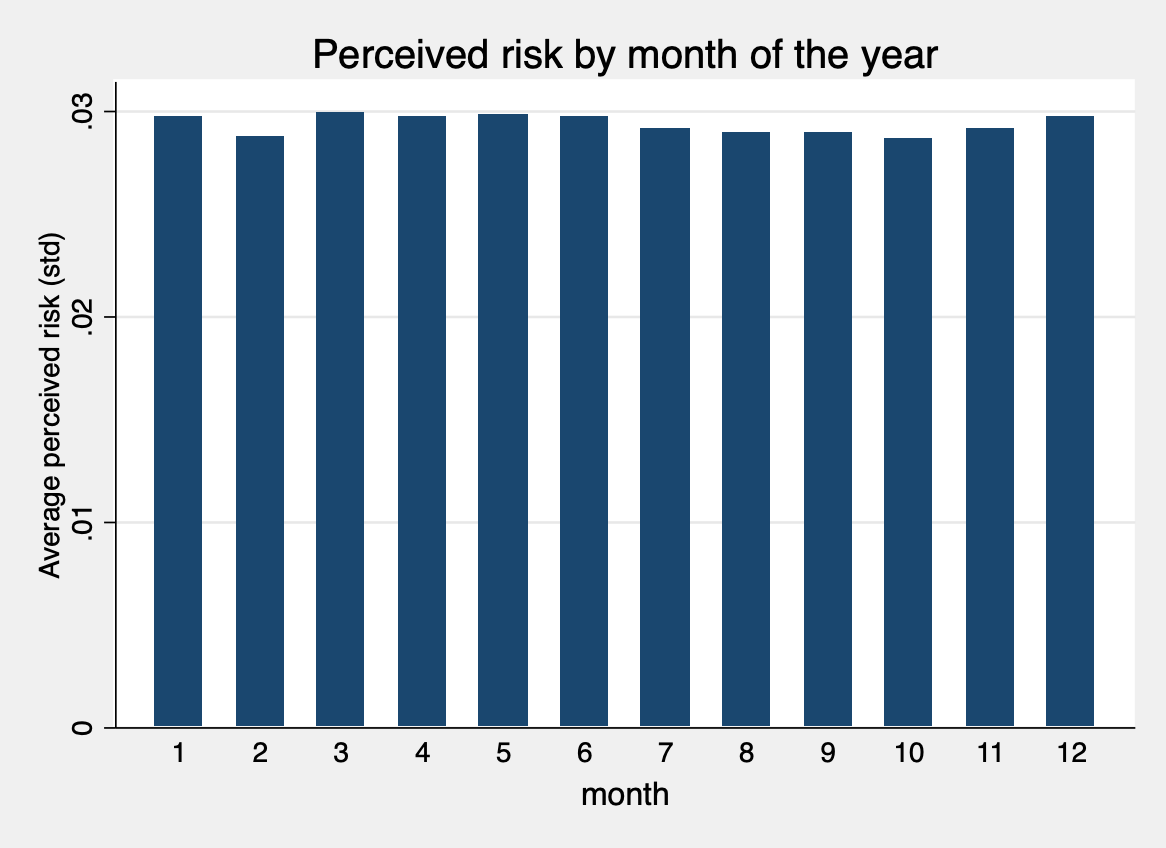 Perceived risk by month of the year
Average perceived risk (std)
.03
.02
.01
0
1 2 3 4 5 6 7 8 9 10 11 12
month